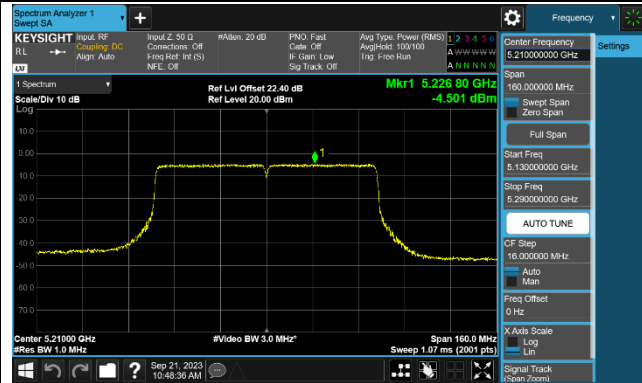 Spectrum Analyzer 1
Swept SA
Frequency
KEYSIGHT
RL
LXI
Input: RF
Coupling: DC
Align: Auto
Input Z: 50 Ω
Corrections: Off
Freq Ref: Int (S)
NFE: Off
#Atten: 20 dB
PNO: Fast
Gate: Off
IF Gain: Low
Sig Track: Off
Avg Type: Power (RMS)
Avg|Hold: 100/100
Trig: Free Run
1 2 3 4 5 6
A W W W W W
A N N N N N
1 Spectrum
Scale/Div 10 dB
Log
Ref Lvl Offset 22.40 dB
Ref Level 20.00 dBm
Mkr1 5.226 80 GHz
-4.501 dBm
10.0
0.00
-10.0
-20.0
-30.0
-40.0
-50.0
-60.0
-70.0
1
Center 5.21000 GHz
#Res BW 1.0 MHz
#Video BW 3.0 MHz*
Span 160.0 MHz
Sweep 1.07 ms (2001 pts)
Sep 21, 2023
10:48:36 AM
Center Frequency
5.210000000 GHz
Span
160.000000 MHz
Swept Span
Zero Span
Full Span
Start Freq
5.130000000 GHz
Stop Freq
5.290000000 GHz
AUTO TUNE
CF Step
16.000000 MHz
Auto
Man
Freq Offset
0 Hz
X Axis Scale
Log
Lin
Signal Track
(Span Zoom)
Settings